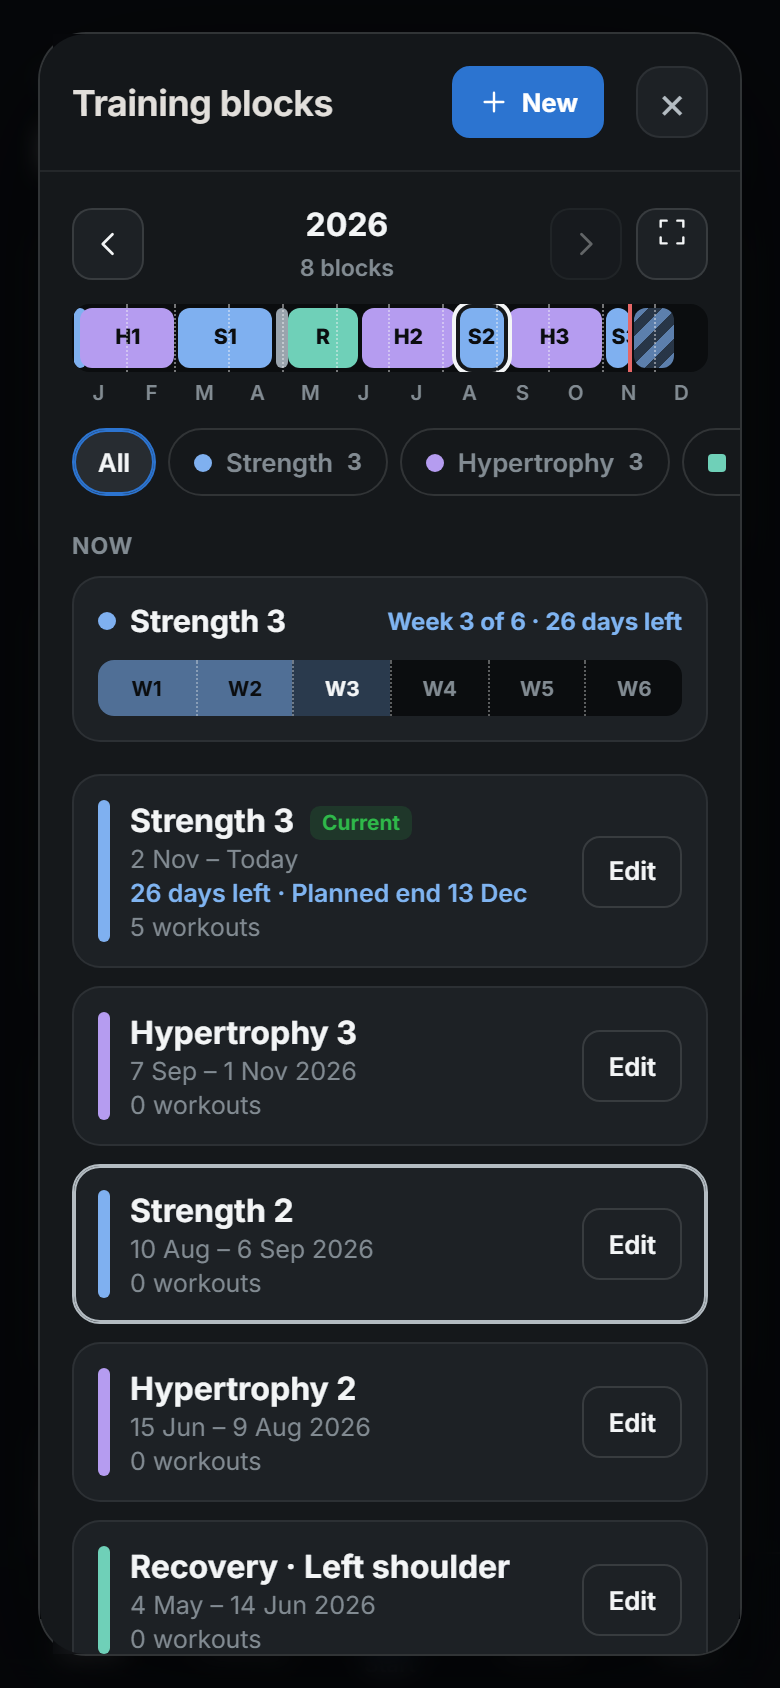 Training blocks
+ New
×
2026
8 blocks
H1 S1 R H2 S2 H3 S3
J F M A M J J A S O N D
All Strength 3 Hypertrophy 3
NOW
Strength 3 Week 3 of 6 · 26 days left
W1 W2 W3 W4 W5 W6
Strength 3 Current
2 Nov – Today
26 days left · Planned end 13 Dec
5 workouts
Edit
Hypertrophy 3
7 Sep – 1 Nov 2026
0 workouts
Edit
Strength 2
10 Aug – 6 Sep 2026
0 workouts
Edit
Hypertrophy 2
15 Jun – 9 Aug 2026
0 workouts
Edit
Recovery · Left shoulder
4 May – 14 Jun 2026
0 workouts
Edit